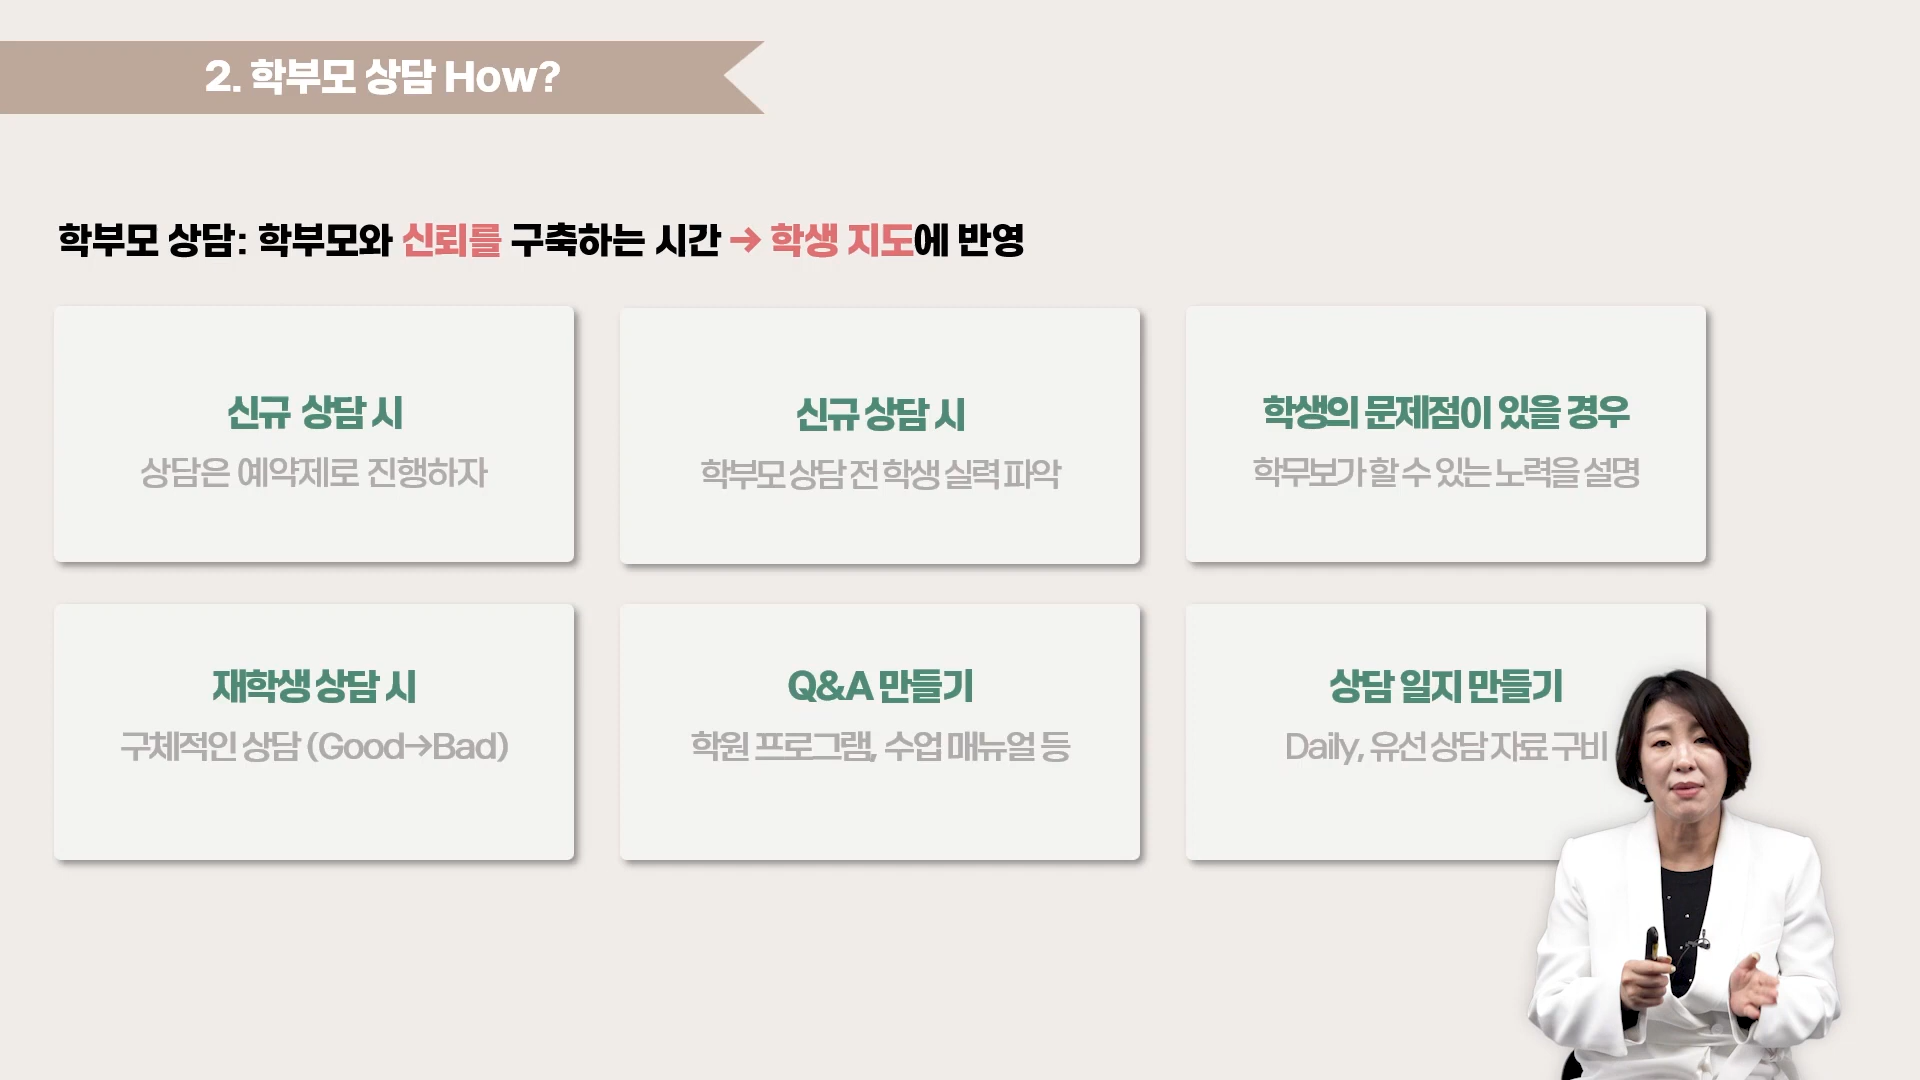 2. 학부모 상담 How?
학부모 상담: 학부모와 신뢰를 구축하는 시간 → 학생 지도에 반영
신규 상담 시
상담은 예약제로 진행하자
신규 상담 시
학부모 상담 전 학생 실력 파악
학생의 문제점이 있을 경우
학무보가 할 수 있는 노력을 설명
재학생 상담 시
구체적인 상담 (Good→Bad)
Q&A 만들기
학원 프로그램, 수업 매뉴얼 등
상담 일지 만들기
Daily, 유선 상담 자료 구비